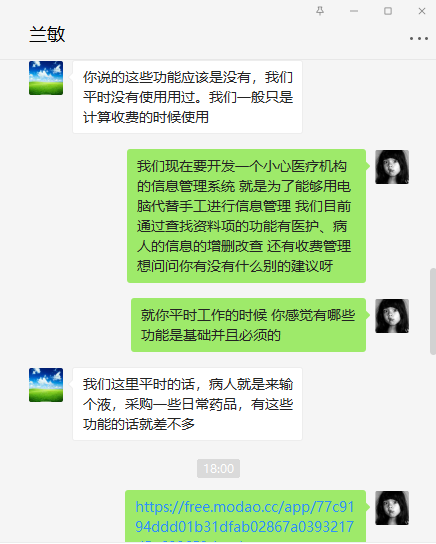 兰敏
你说的这些功能应该是没有，我们
平时没有使用用过。我们一般只是
计算收费的时候使用
我们现在要开发一个小心医疗机构
的信息管理系统 就是为了能够用电
脑代替手工进行信息管理 我们目前
通过查找资料项的功能有医护、病
人的信息的增删改查 还有收费管理
想问问你有没有什么别的建议呀
就你平时工作的时候 你感觉有哪些
功能是基础并且必须的
我们这里平时的话，病人就是来输
个液，采购一些日常药品，有这些
功能的话就差不多
18:00
https://free.modao.cc/app/77c91
94ddd01b31dfab02867a0393217